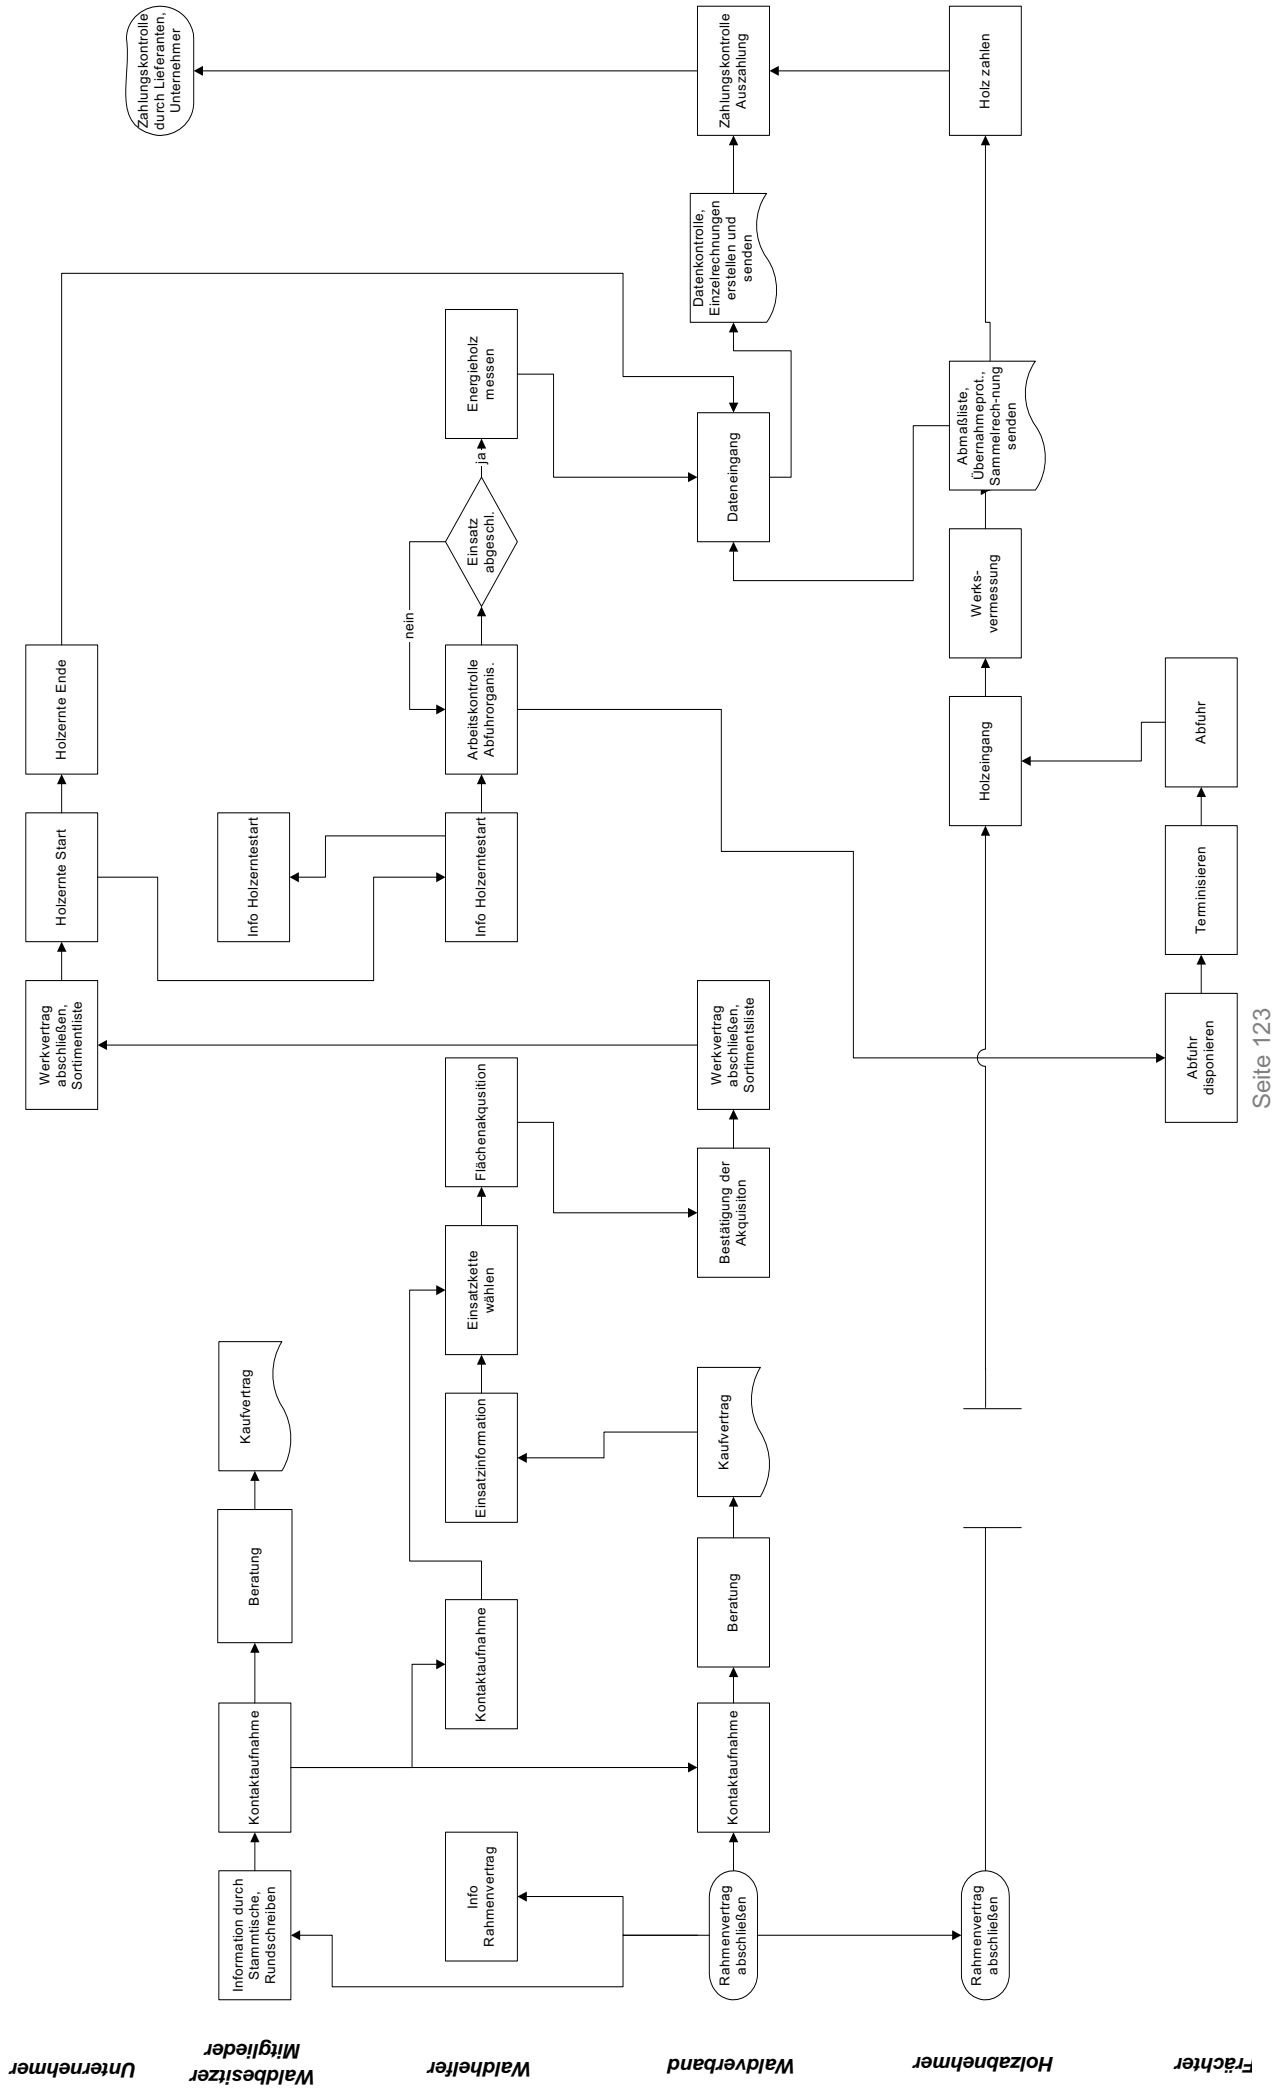 Unternehmer
Werkvertrag
abschließen,
Sortimentliste
Holzernte Start
Holzernte Ende
Waldbesitzer
Mitglieder
Information durch
Stammtische,
Rundschreiben
Kontaktaufnahme
Beratung
Kaufvertrag
Info Holzerntestart
Zahlungskontrolle
durch Lieferanten,
Unternehmer
Waldhelfer
Info
Rahmenvertrag
Kontaktaufnahme
Einsatzinformation
Einsatzkette
wählen
Flächenakqusition
Info Holzerntestart
Arbeitskontrolle
Abfuhrorganis.
nein
Einsatz
abgeschl.
ja
Energieholz
messen
Waldverband
Rahmenvertrag
abschließen
Kontaktaufnahme
Beratung
Kaufvertrag
Bestätigung der
Akquisiton
Werkvertrag
abschließen,
Sortimentsliste
Dateneingang
Datenkontrolle,
Einzelrechnungen
erstellen und
senden
Zahlungskontrolle
Auszahlung
Holzabnehmer
Rahmenvertrag
abschließen
Holzeingang
Werks-
vermessung
Abmaßliste,
Übernahmeprot.,
Sammelrech-nung
senden
Holz zahlen
Frächter
Abfuhr
disponieren
Terminisieren
Abfuhr
Seite 123